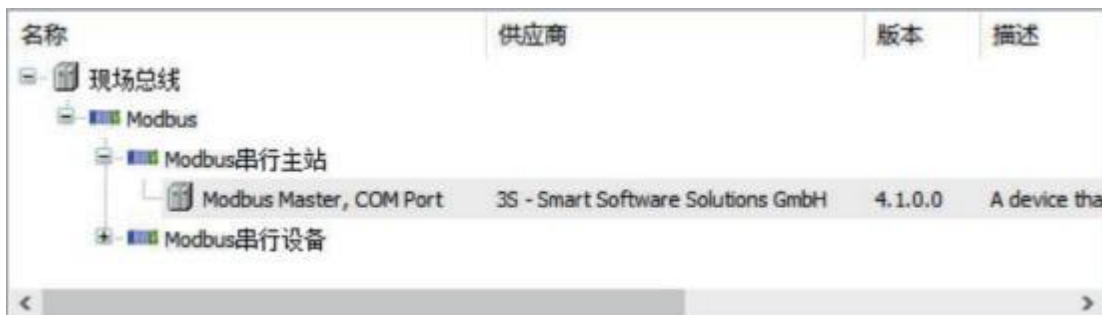 名称 供应商 版本 描述
现场总线
Modbus
Modbus串行主站
Modbus Master, COM Port 3S - Smart Software Solutions GmbH 4.1.0.0 A device tha
Modbus串行设备